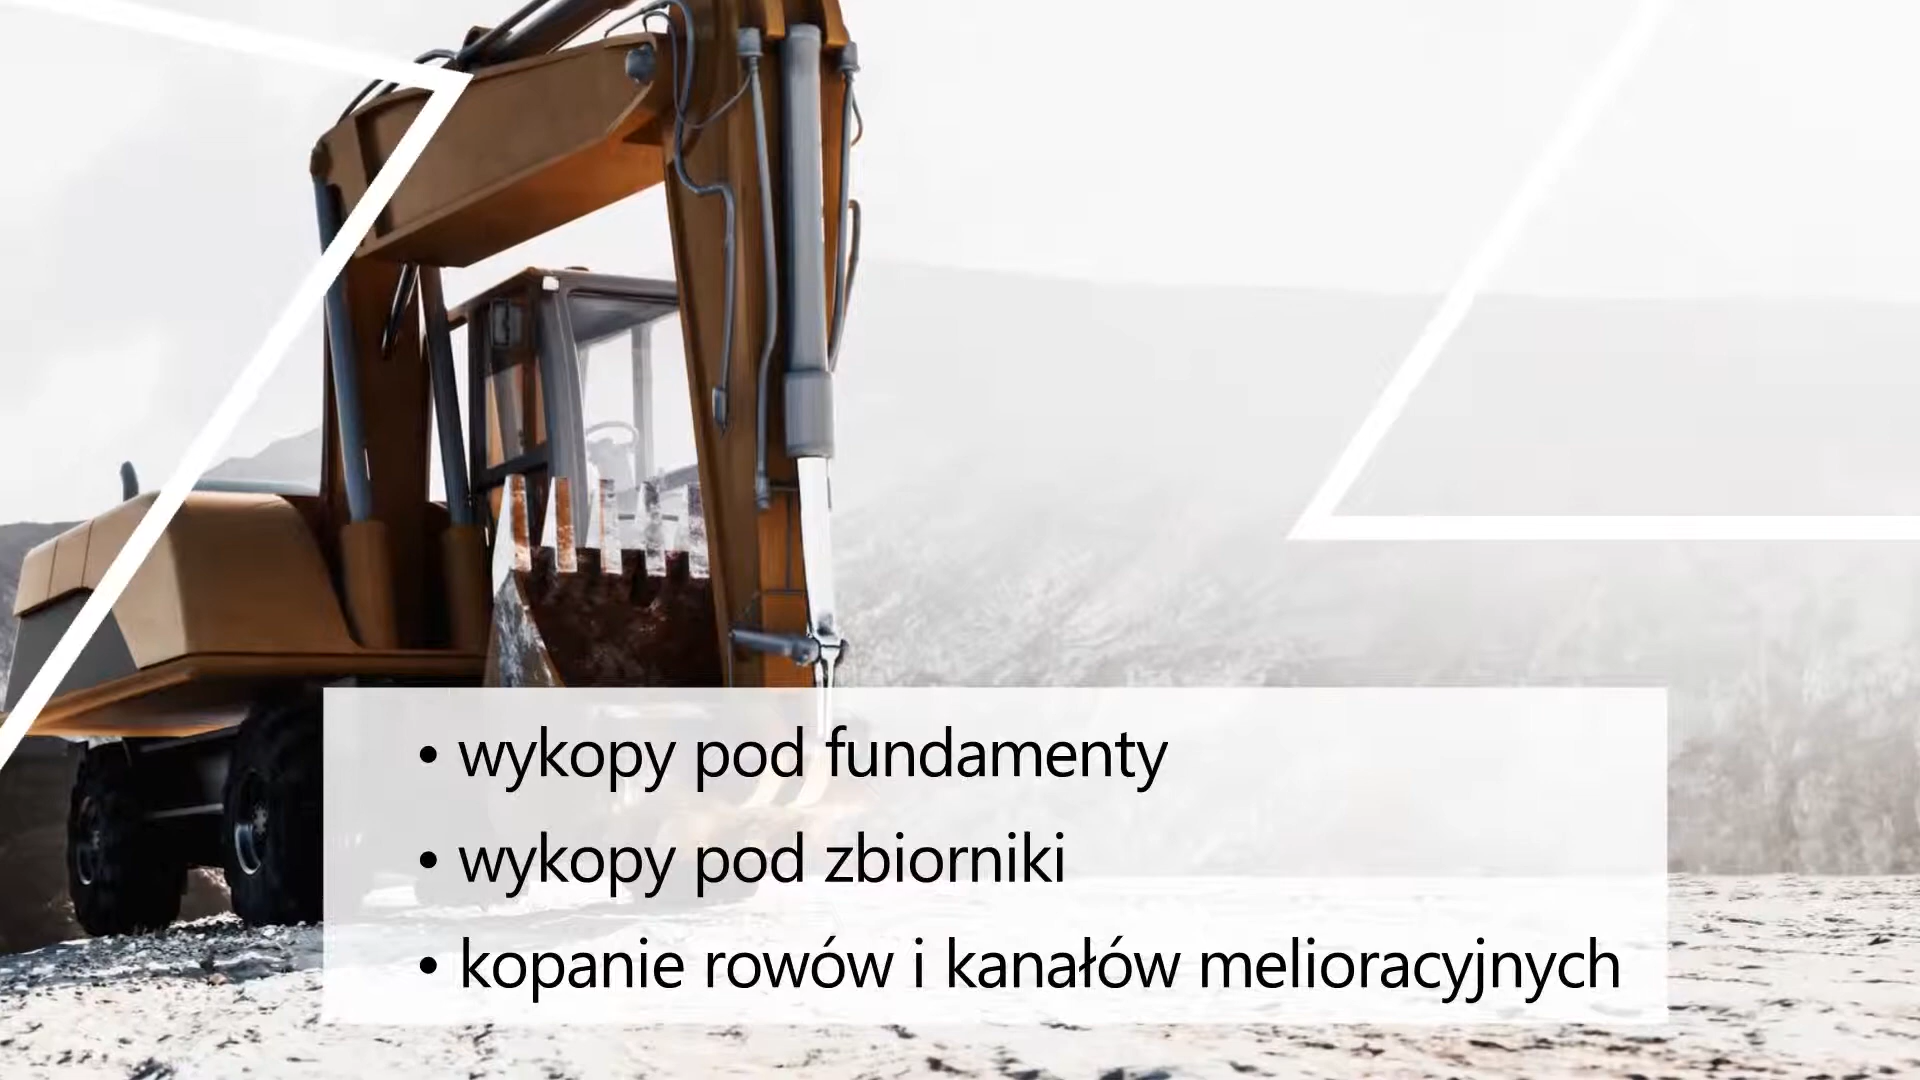 • wykopy pod fundamenty
• wykopy pod zbiorniki
• kopanie rowów i kanałów melioracyjnych